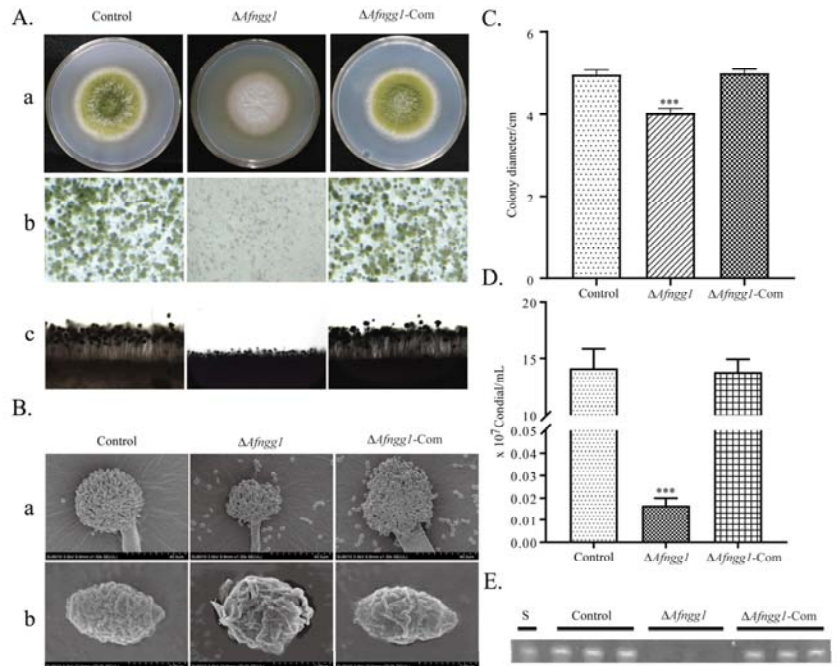 A.
Control
ΔAfngg1
ΔAfngg1-Com
a
b
c
B.
Control
ΔAfngg1
ΔAfngg1-Com
a
b
C.
Colony diameter/cm
6
4
2
0
***
Control
ΔAfngg1
ΔAfngg1-Com
D.
x 10⁷Condial/mL
20
15
10
0.05
0.04
0.03
0.02
0.01
0.00
***
Control
ΔAfngg1
ΔAfngg1-Com
E.
S
Control
ΔAfngg1
ΔAfngg1-Com